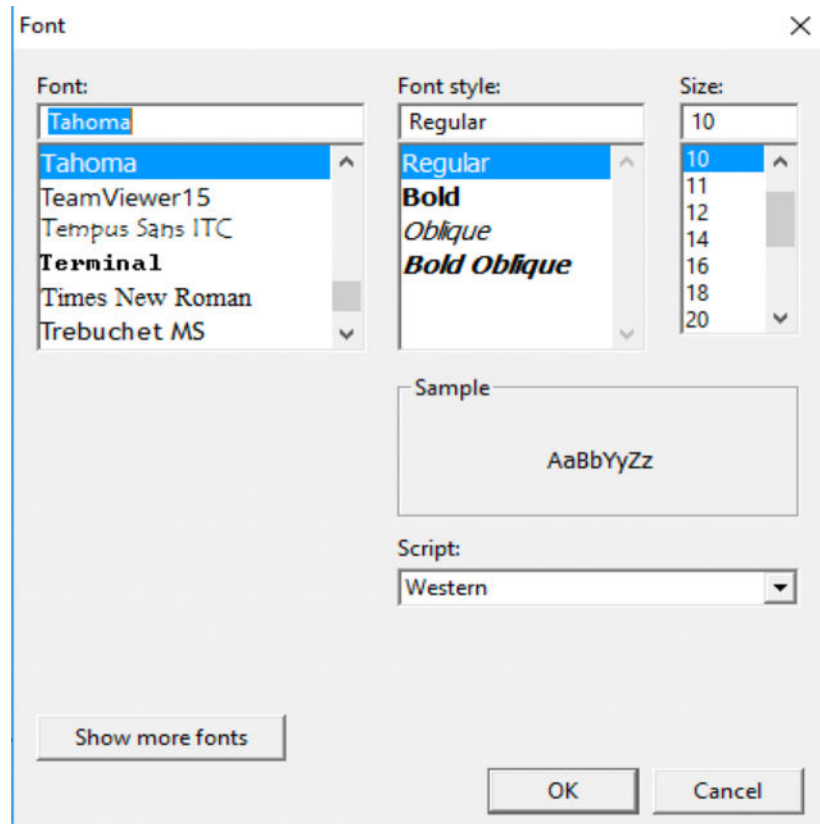 Font
Font:
Tahoma
Tahoma
TeamViewer15
Tempus Sans ITC
Terminal
Times New Roman
Trebuchet MS
Font style:
Regular
Regular
Bold
Oblique
Bold Oblique
Size:
10
10
11
12
14
16
18
20
Sample
AaBbYyZz
Script:
Western
Show more fonts
OK
Cancel